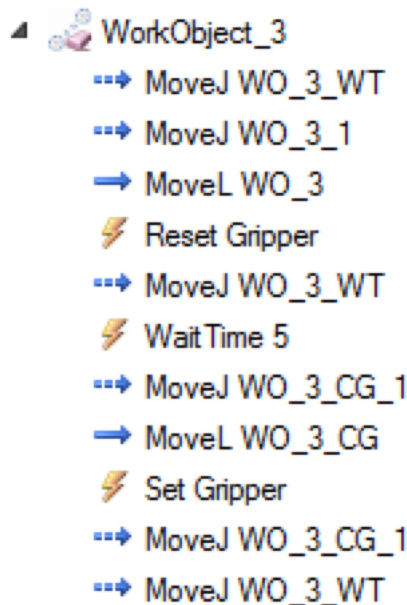 WorkObject_3
MoveJ WO_3_WT
MoveJ WO_3_1
MoveL WO_3
Reset Gripper
MoveJ WO_3_WT
WaitTime 5
MoveJ WO_3_CG_1
MoveL WO_3_CG
Set Gripper
MoveJ WO_3_CG_1
MoveJ WO_3_WT